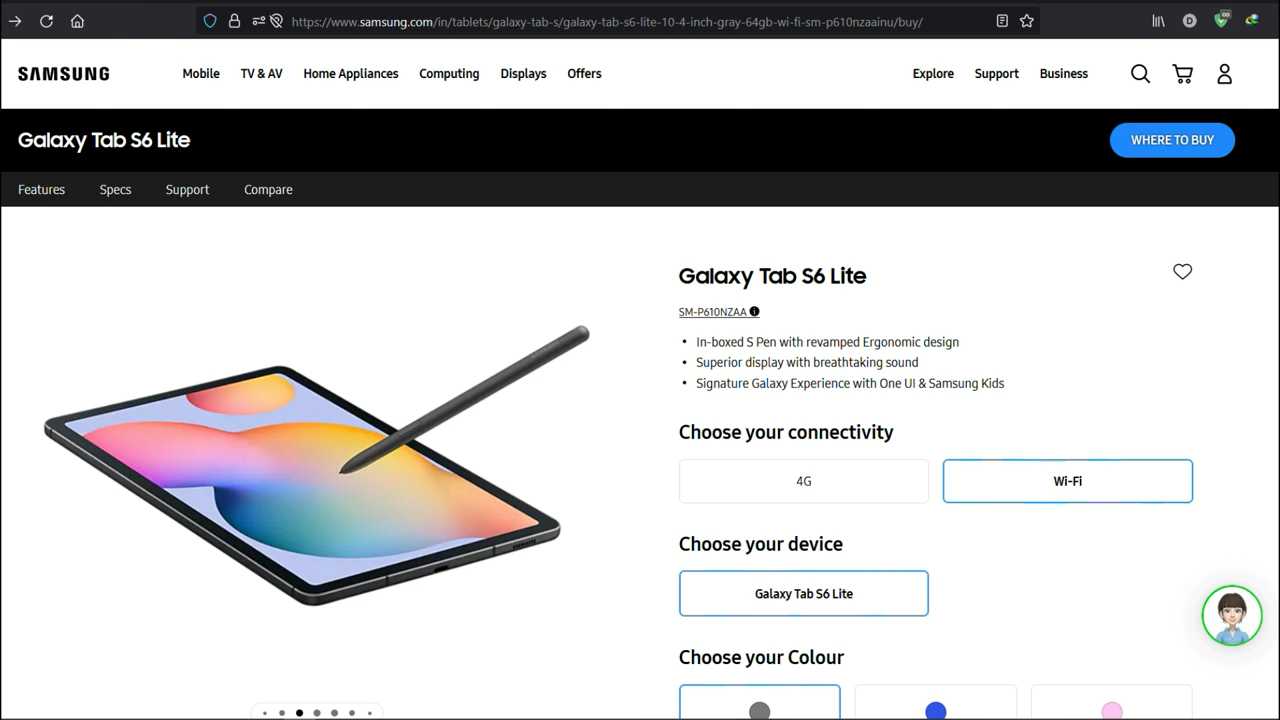 https://www.samsung.com/in/tablets/galaxy-tab-s/galaxy-tab-s6-lite-10-4-inch-gray-64gb-wi-fi-sm-p610nzaainu/buy/
D
∞
SAMSUNG
Mobile TV & AV Home Appliances Computing Displays Offers Explore Support Business
Galaxy Tab S6 Lite
WHERE TO BUY
Features Specs Support Compare
Galaxy Tab S6 Lite
SM-P610NZAA
• In-boxed S Pen with revamped Ergonomic design
• Superior display with breathtaking sound
• Signature Galaxy Experience with One UI & Samsung Kids
Choose your connectivity
4G Wi-Fi
Choose your device
Galaxy Tab S6 Lite
Choose your Colour